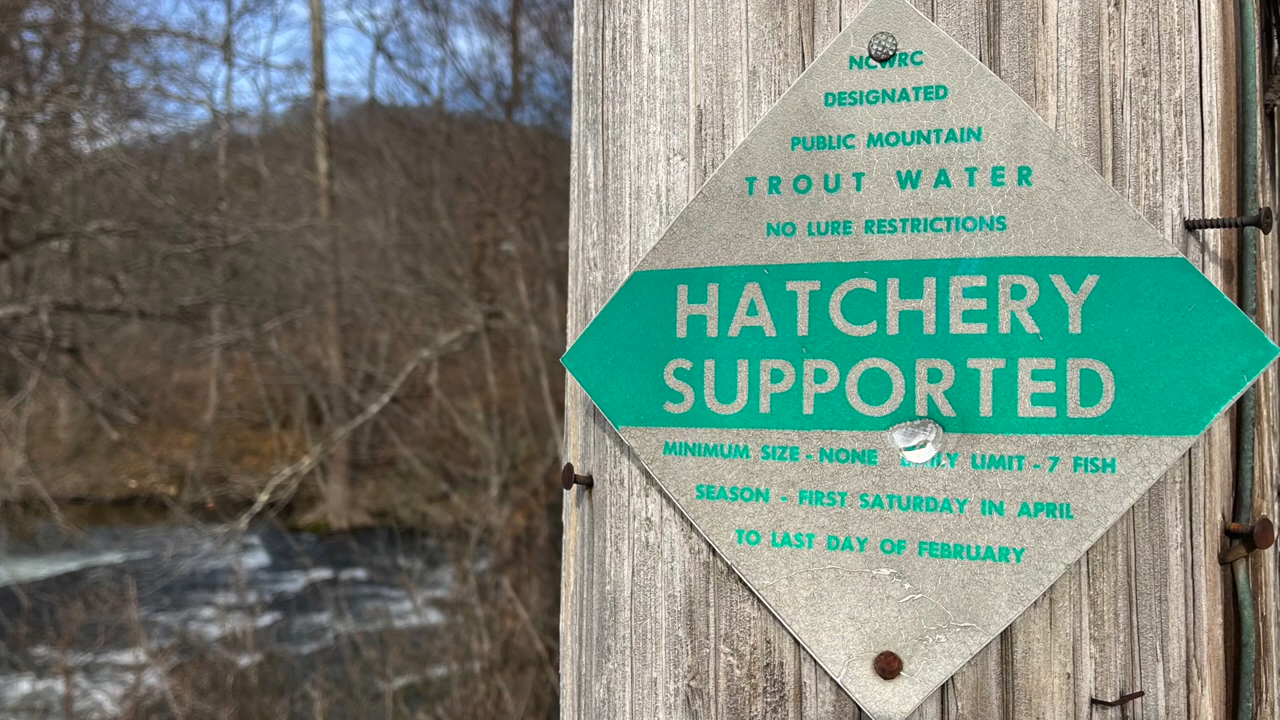 NCWRC
DESIGNATED
PUBLIC MOUNTAIN
TROUT WATER
NO LURE RESTRICTIONS
HATCHERY
SUPPORTED
MINIMUM SIZE - NONE DAILY LIMIT - 7 FISH
SEASON - FIRST SATURDAY IN APRIL
TO LAST DAY OF FEBRUARY